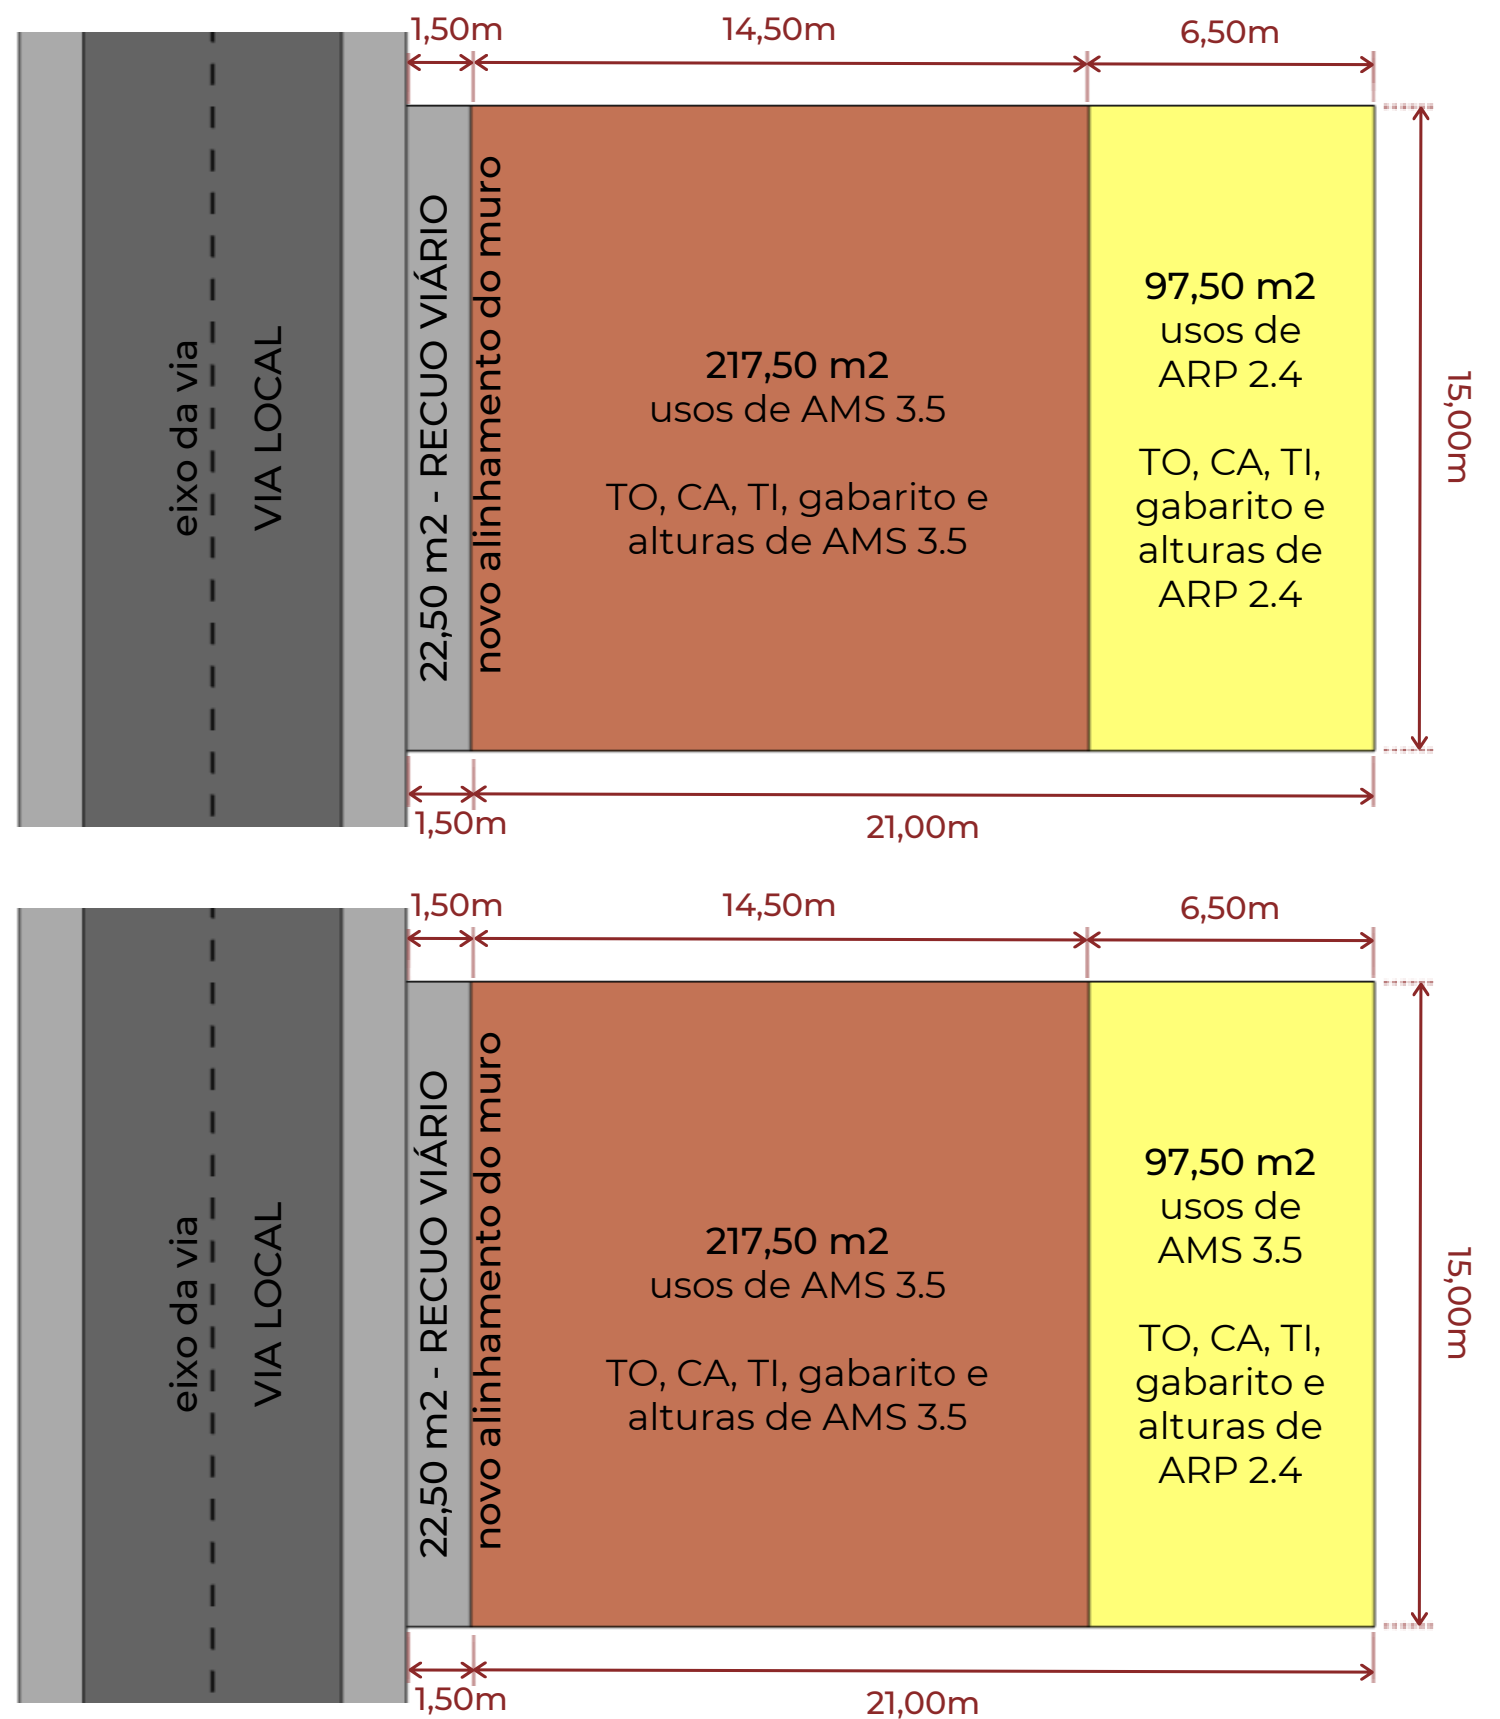 1,50m
14,50m
6,50m
eixo da via
VIA LOCAL
22,50 m2 - RECUO VIÁRIO
novo alinhamento do muro
217,50 m2
usos de AMS 3.5
TO, CA, TI, gabarito e
alturas de AMS 3.5
97,50 m2
usos de
ARP 2.4
TO, CA, TI,
gabarito e
alturas de
ARP 2.4
15,00m
1,50m
21,00m
1,50m
14,50m
6,50m
eixo da via
VIA LOCAL
22,50 m2 - RECUO VIÁRIO
novo alinhamento do muro
217,50 m2
usos de AMS 3.5
TO, CA, TI, gabarito e
alturas de AMS 3.5
97,50 m2
usos de
AMS 3.5
TO, CA, TI,
gabarito e
alturas de
ARP 2.4
15,00m
1,50m
21,00m